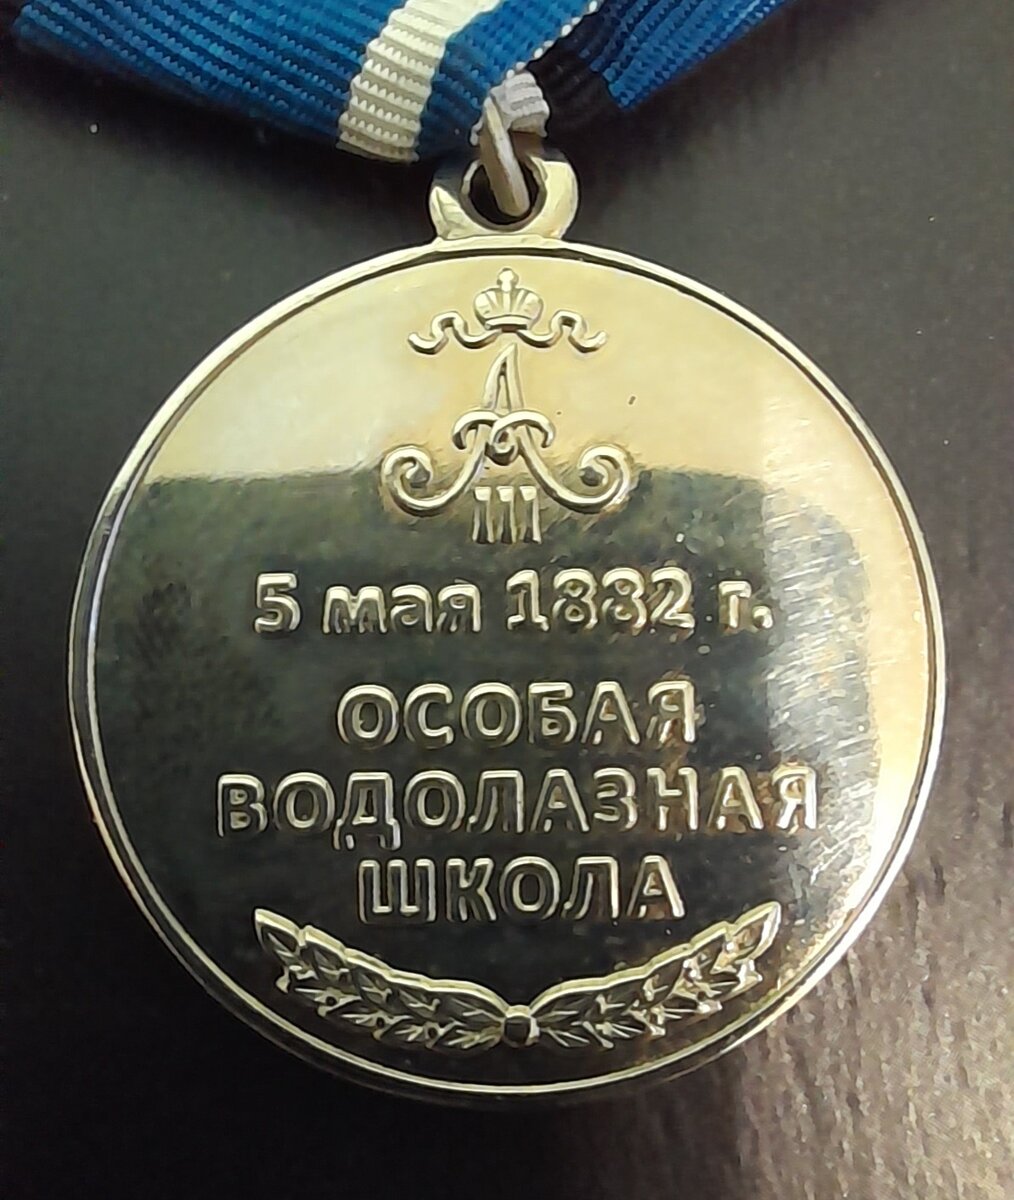 А
III
5 мая 1882 г.
ОСОБАЯ
ВОДОЛАЗНАЯ
ШКОЛА